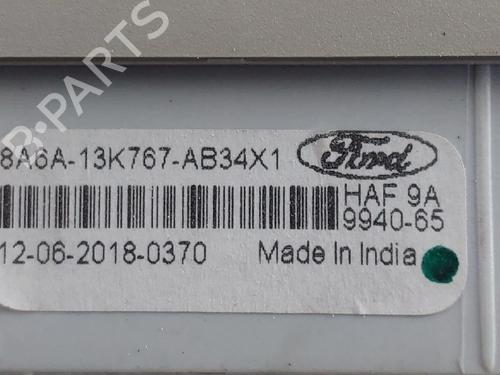 B-PARTS
8A6A-13K767-AB34X1
Ford
HAF 9A
9940-65
12-06-2018-0370
Made In India